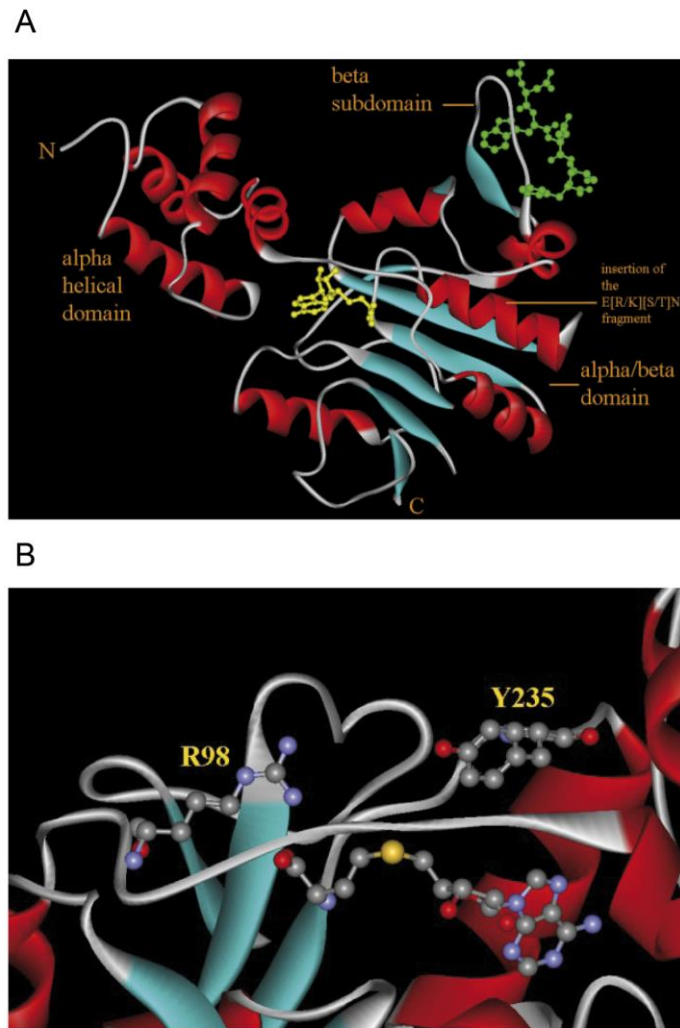 A
beta
subdomain
N
alpha
helical
domain
insertion of
the
E[R/K][S/T]N
fragment
alpha/beta
domain
C
B
Y235
R98